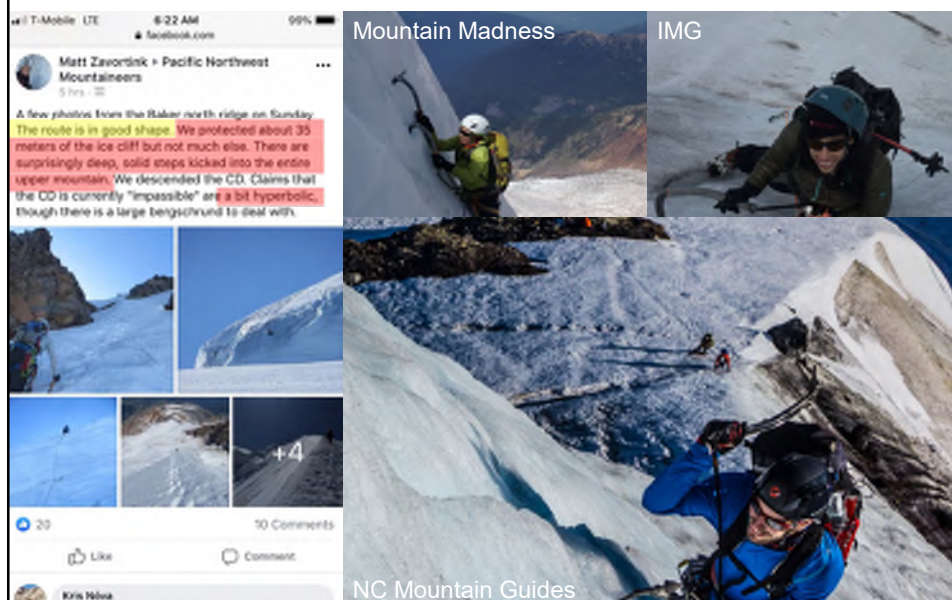 T-Mobile LTE 6:22 AM 99%
facebook.com
Matt Zavortink ▸ Pacific Northwest
Mountaineers
5 hrs
A few photos from the Baker north ridge on Sunday.
The route is in good shape. We protected about 35
meters of the ice cliff but not much else. There are
surprisingly deep, solid steps kicked into the entire
upper mountain. We descended the CD. Claims that
the CD is currently "impassible" are a bit hyperbolic,
though there is a large bergschrund to deal with.
+4
20 10 Comments
Like Comment
Kris Nova
Mountain Madness
IMG
NC Mountain Guides